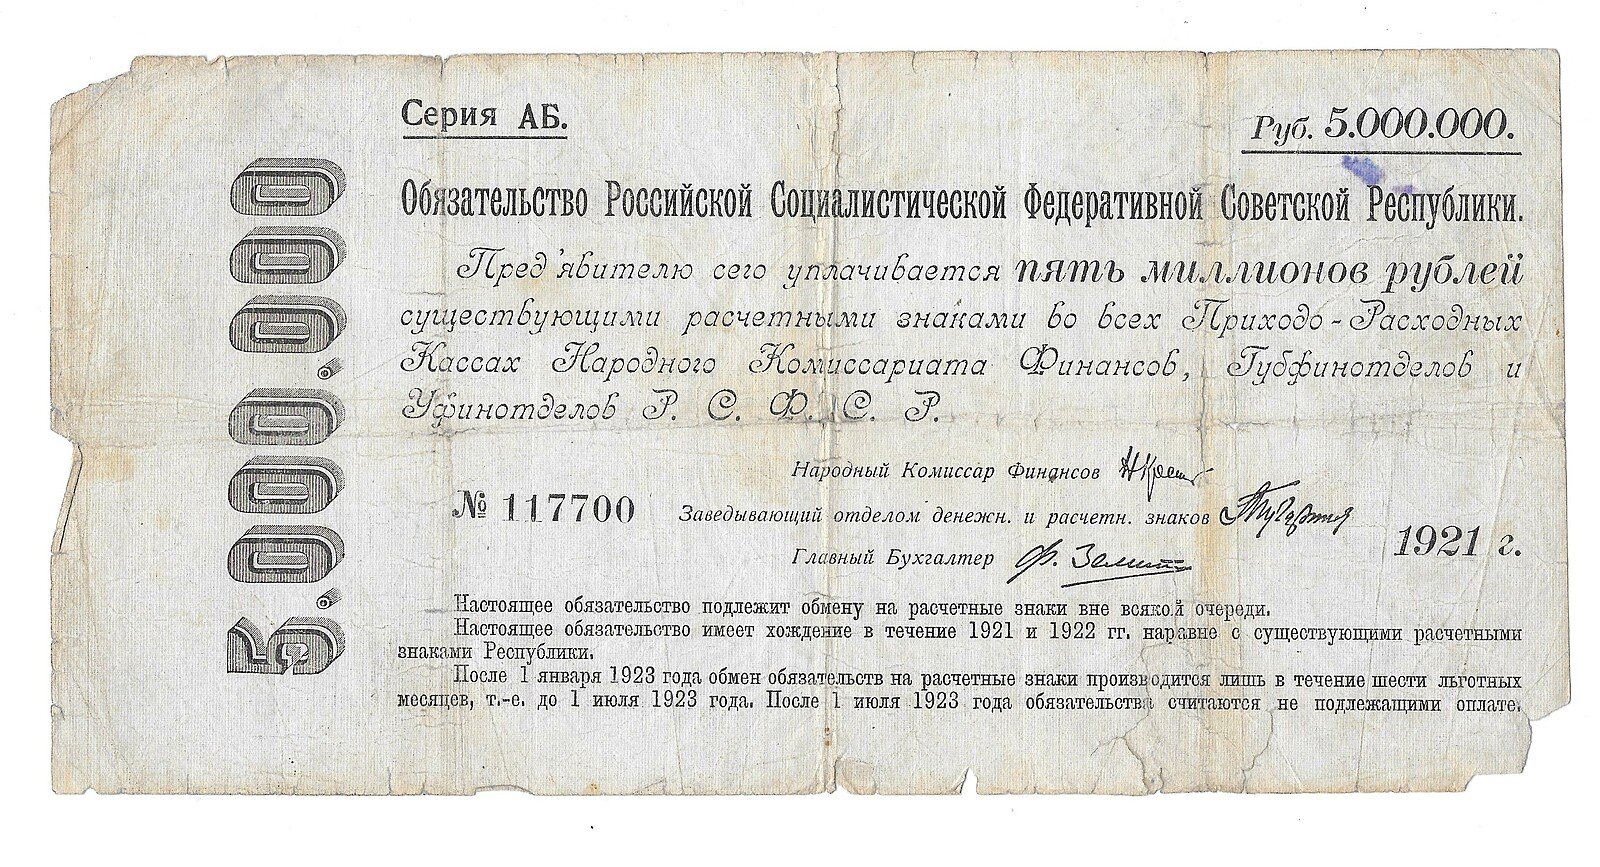 Серия АБ.
Руб. 5.000.000.
5.000.000
Обязательство Российской Социалистической Федеративной Советской Республики.
Пред'явителю сего уплачивается пять миллионов рублей
существующими расчетными знаками во всех Приходо-Расходных
Кассах Народного Комиссариата Финансов, Губфинотделов и
Уфинотделов Р. С. Ф. С. Р.
Народный Комиссар Финансов
№ 117700
Заведывающий отделом денежн. и расчетн. знаков
Главный Бухгалтер
1921 г.
Настоящее обязательство подлежит обмену на расчетные знаки вне всякой очереди.
Настоящее обязательство имеет хождение в течение 1921 и 1922 гг. наравне с существующими расчетными
знаками Республики.
После 1 января 1923 года обмен обязательств на расчетные знаки производится лишь в течение шести льготных
месяцев, т.-е. до 1 июля 1923 года. После 1 июля 1923 года обязательства считаются не подлежащими оплате.